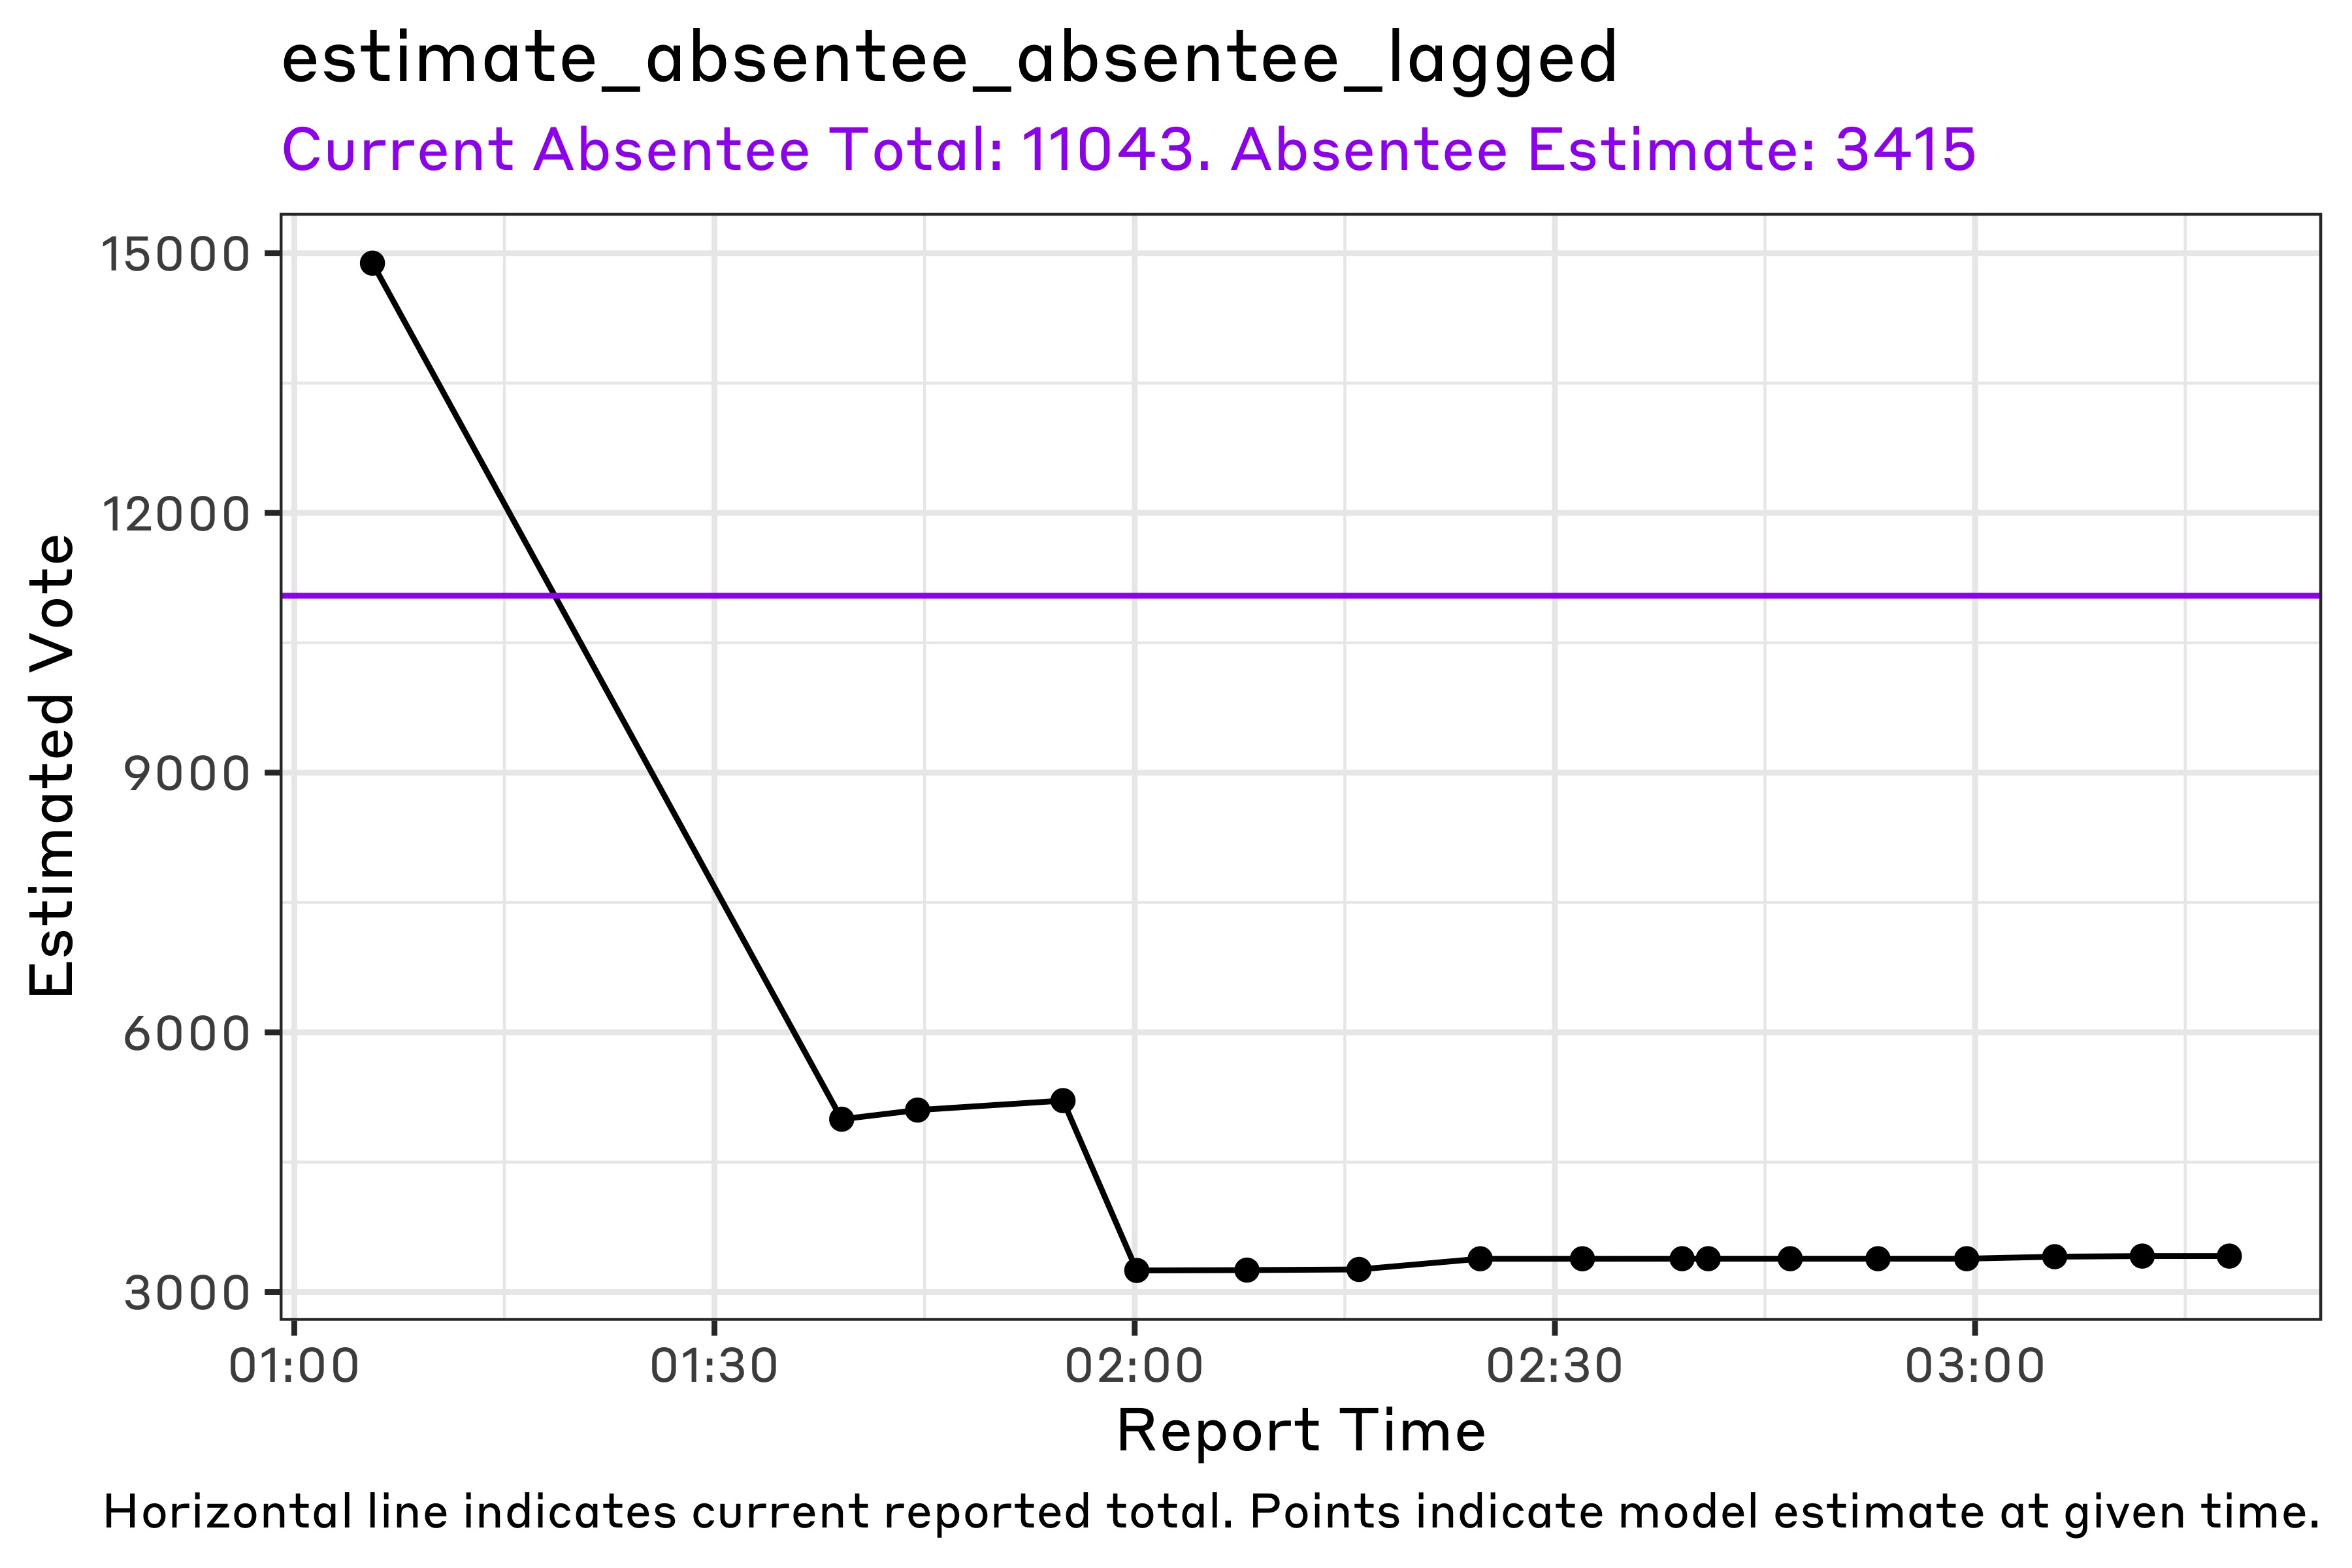 estimate_absentee_absentee_lagged
Current Absentee Total: 11043. Absentee Estimate: 3415
15000
12000
9000
6000
3000
Estimated Vote
01:00 01:30 02:00 02:30 03:00
Report Time
Horizontal line indicates current reported total. Points indicate model estimate at given time.